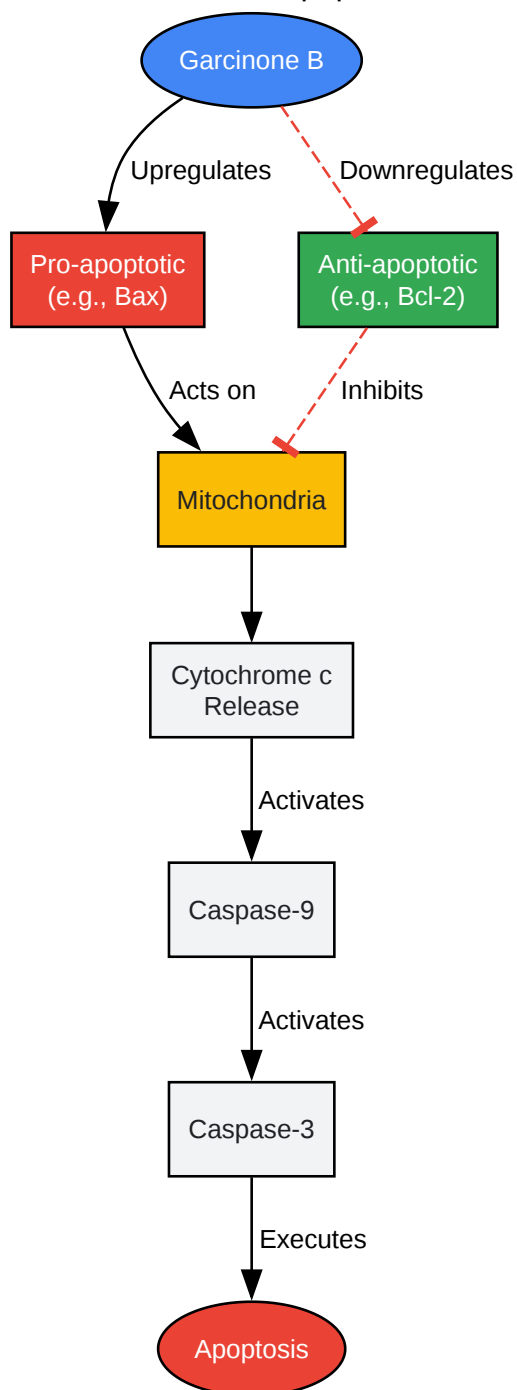 Garcinone B
Upregulates
Downregulates
Pro-apoptotic
(e.g., Bax)
Anti-apoptotic
(e.g., Bcl-2)
Acts on
Inhibits
Mitochondria
Cytochrome c
Release
Activates
Caspase-9
Activates
Caspase-3
Executes
Apoptosis